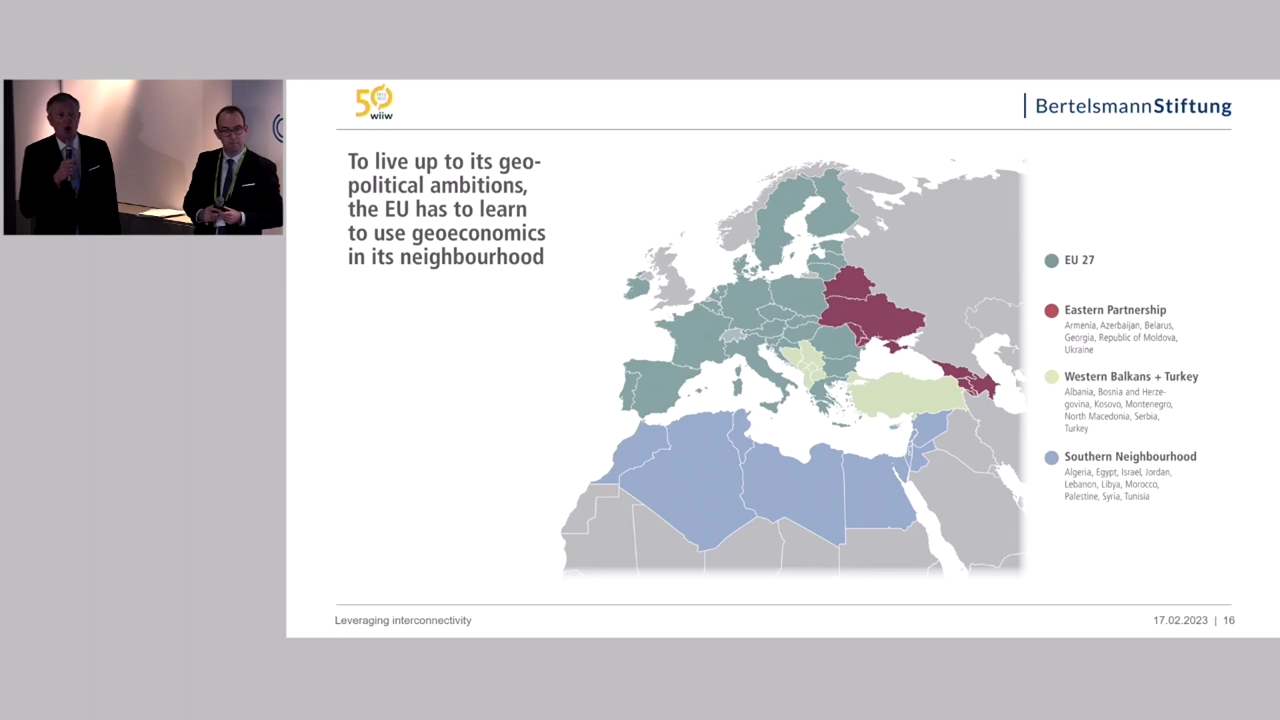 50
wiiw
BertelsmannStiftung
To live up to its geo-
political ambitions,
the EU has to learn
to use geoeconomics
in its neighbourhood
EU 27
Eastern Partnership
Armenia, Azerbaijan, Belarus,
Georgia, Republic of Moldova,
Ukraine
Western Balkans + Turkey
Albania, Bosnia and Herze-
govina, Kosovo, Montenegro,
North Macedonia, Serbia,
Turkey
Southern Neighbourhood
Algeria, Egypt, Israel, Jordan,
Lebanon, Libya, Morocco,
Palestine, Syria, Tunisia
Leveraging interconnectivity
17.02.2023 | 16